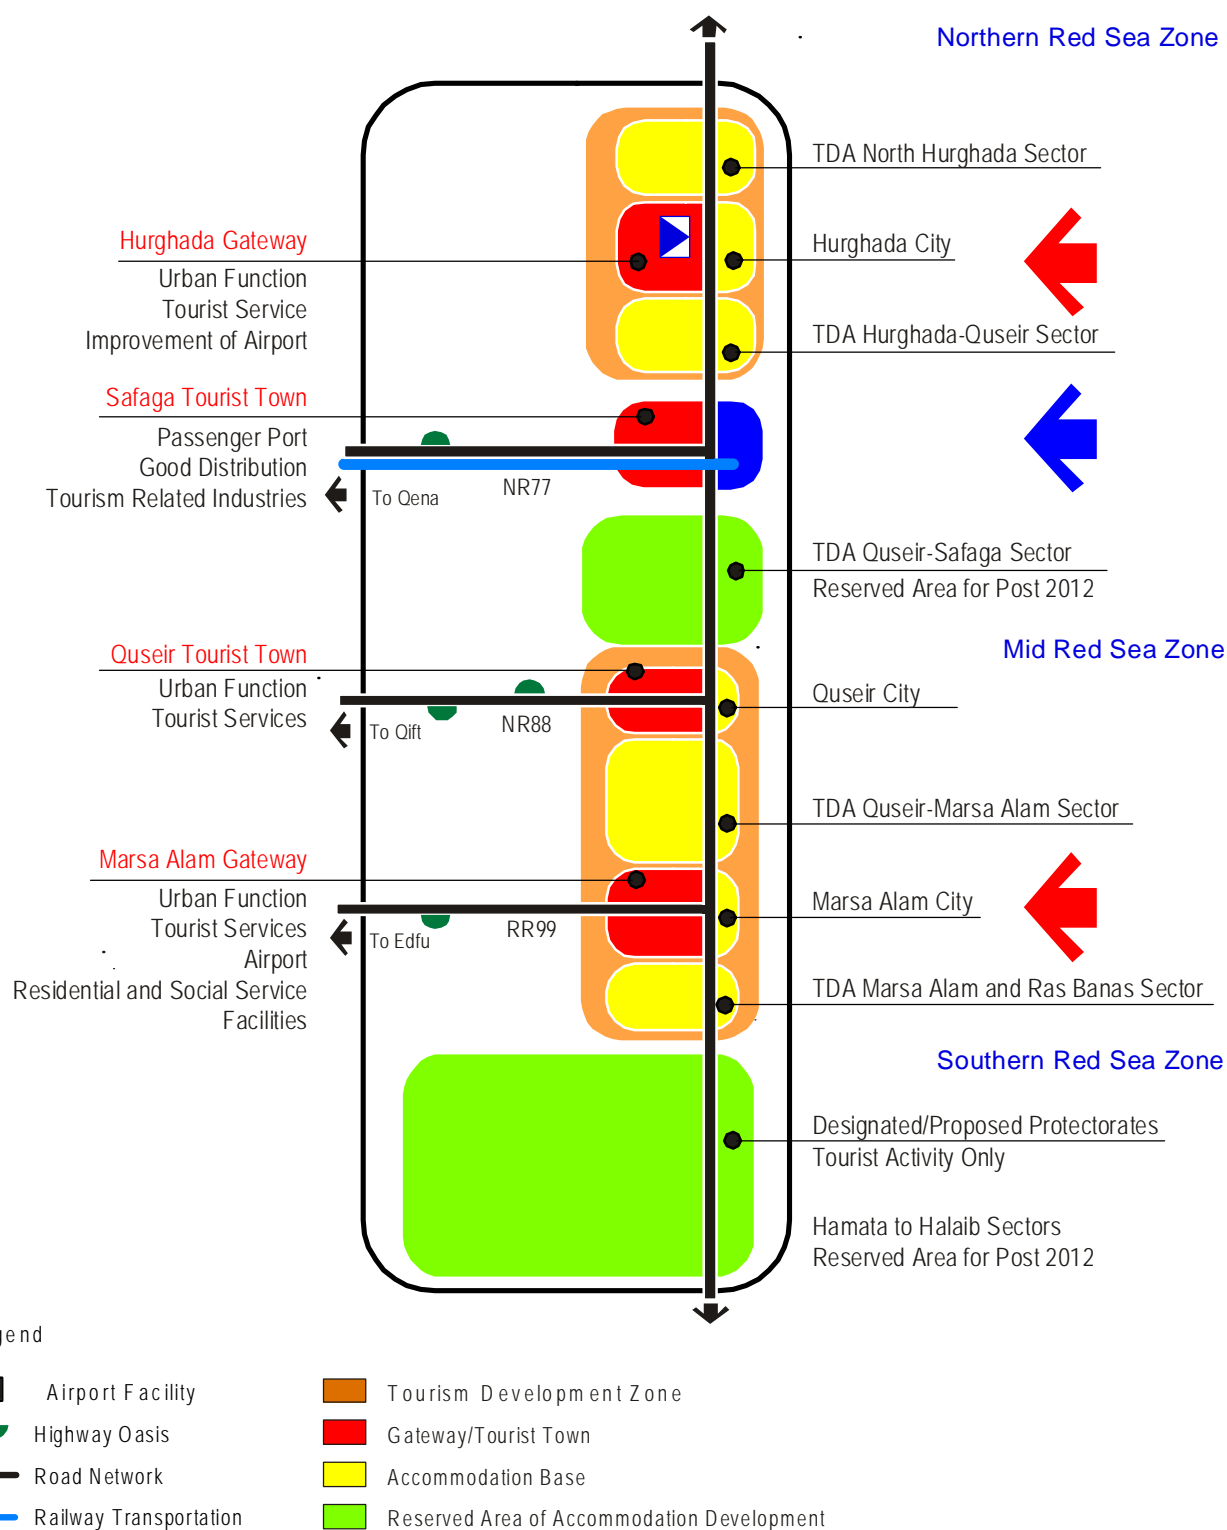 Northern Red Sea Zone
TDA North Hurghada Sector
Hurghada Gateway
Urban Function
Tourist Service
Improvement of Airport
Hurghada City
TDA Hurghada-Quseir Sector
Safaga Tourist Town
Passenger Port
Good Distribution
Tourism Related Industries
To Qena
NR77
TDA Quseir-Safaga Sector
Reserved Area for Post 2012
Mid Red Sea Zone
Quseir Tourist Town
Urban Function
Tourist Services
To Qift
NR88
Quseir City
TDA Quseir-Marsa Alam Sector
Marsa Alam Gateway
Urban Function
Tourist Services
Airport
Residential and Social Service
Facilities
To Edfu
RR99
Marsa Alam City
TDA Marsa Alam and Ras Banas Sector
Southern Red Sea Zone
Designated/Proposed Protectorates
Tourist Activity Only
Hamata to Halaib Sectors
Reserved Area for Post 2012
gend
Airport Facility
Highway Oasis
Road Network
Railway Transportation
Tourism Development Zone
Gateway/Tourist Town
Accommodation Base
Reserved Area of Accommodation Development